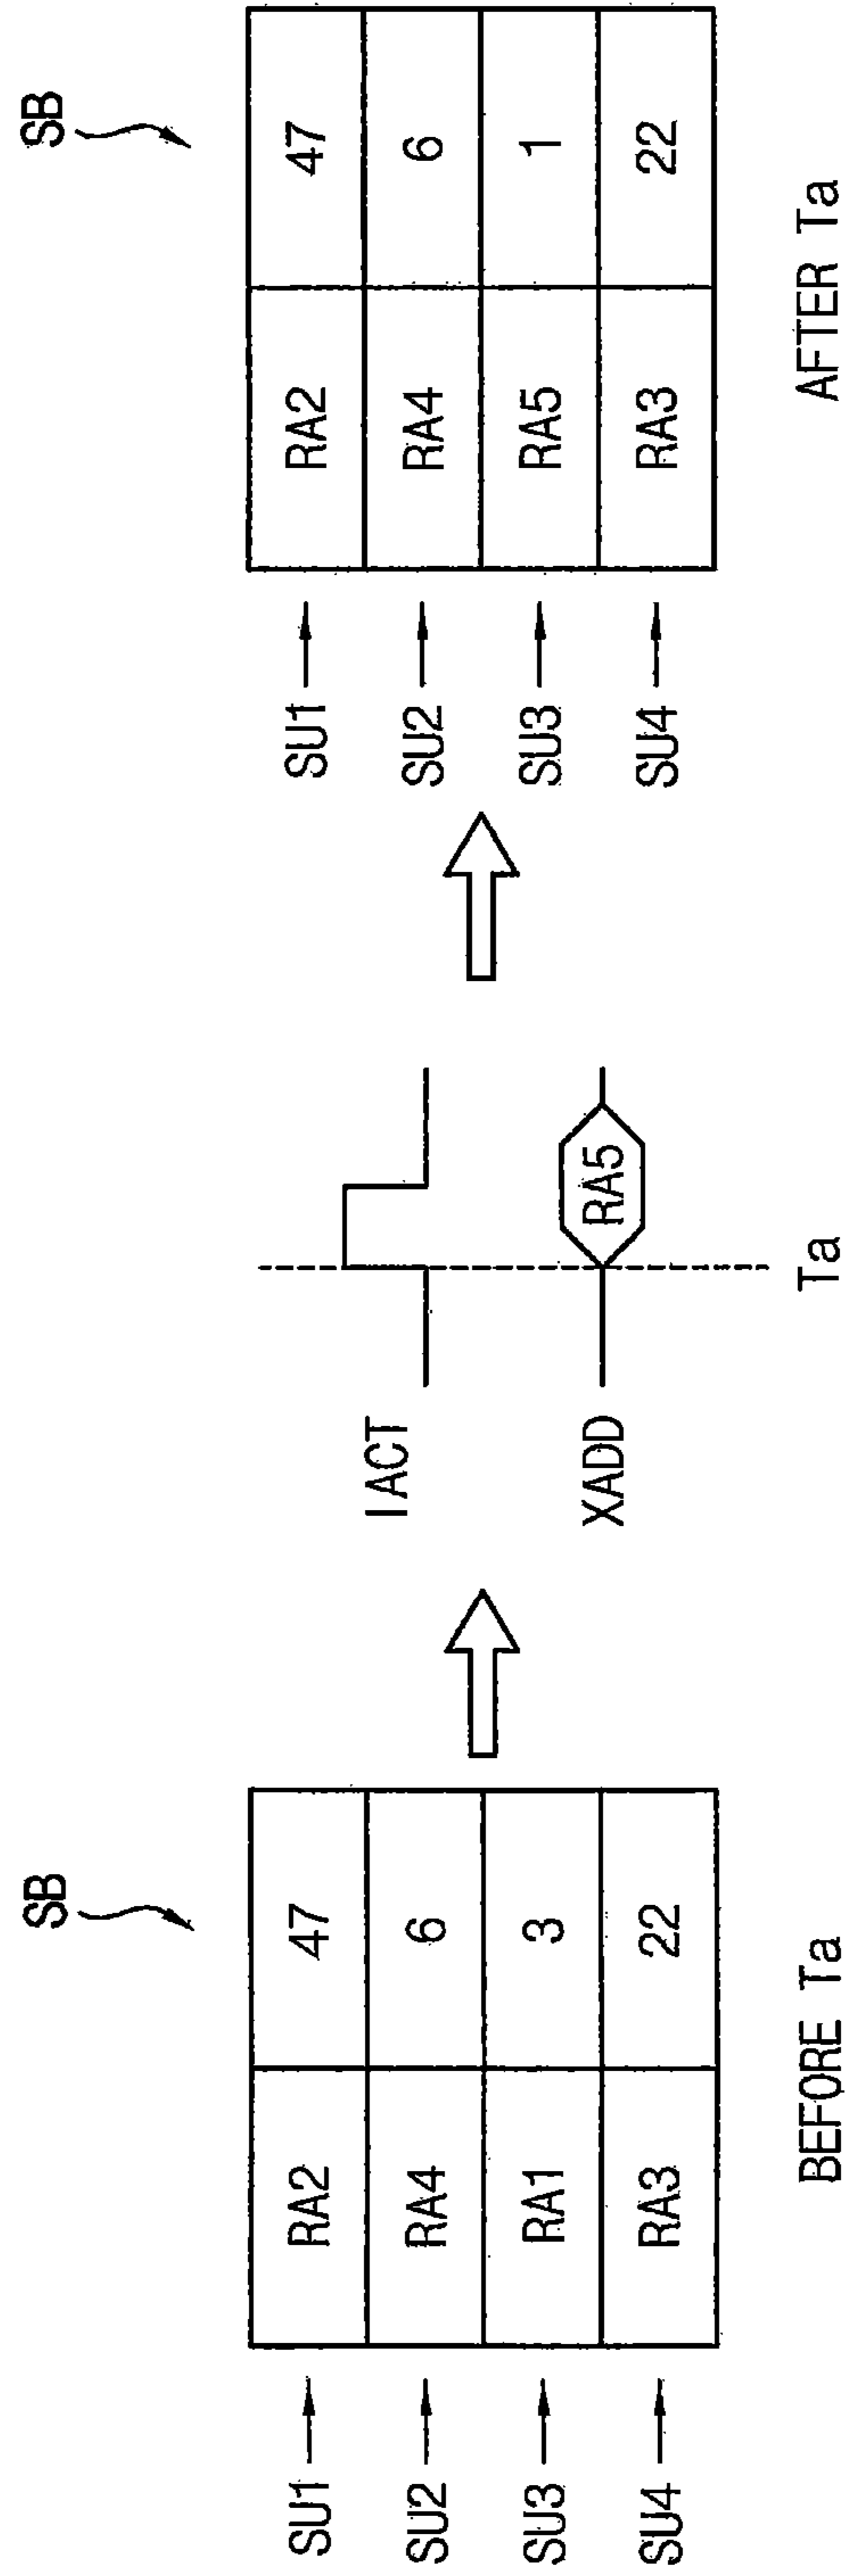 SB
SU1 RA2 47
SU2 RA4 6
SU3 RA1 3
SU4 RA3 22
BEFORE Ta
IACT
XADD RA5
Ta
SB
SU1 RA2 47
SU2 RA4 6
SU3 RA5 1
SU4 RA3 22
AFTER Ta